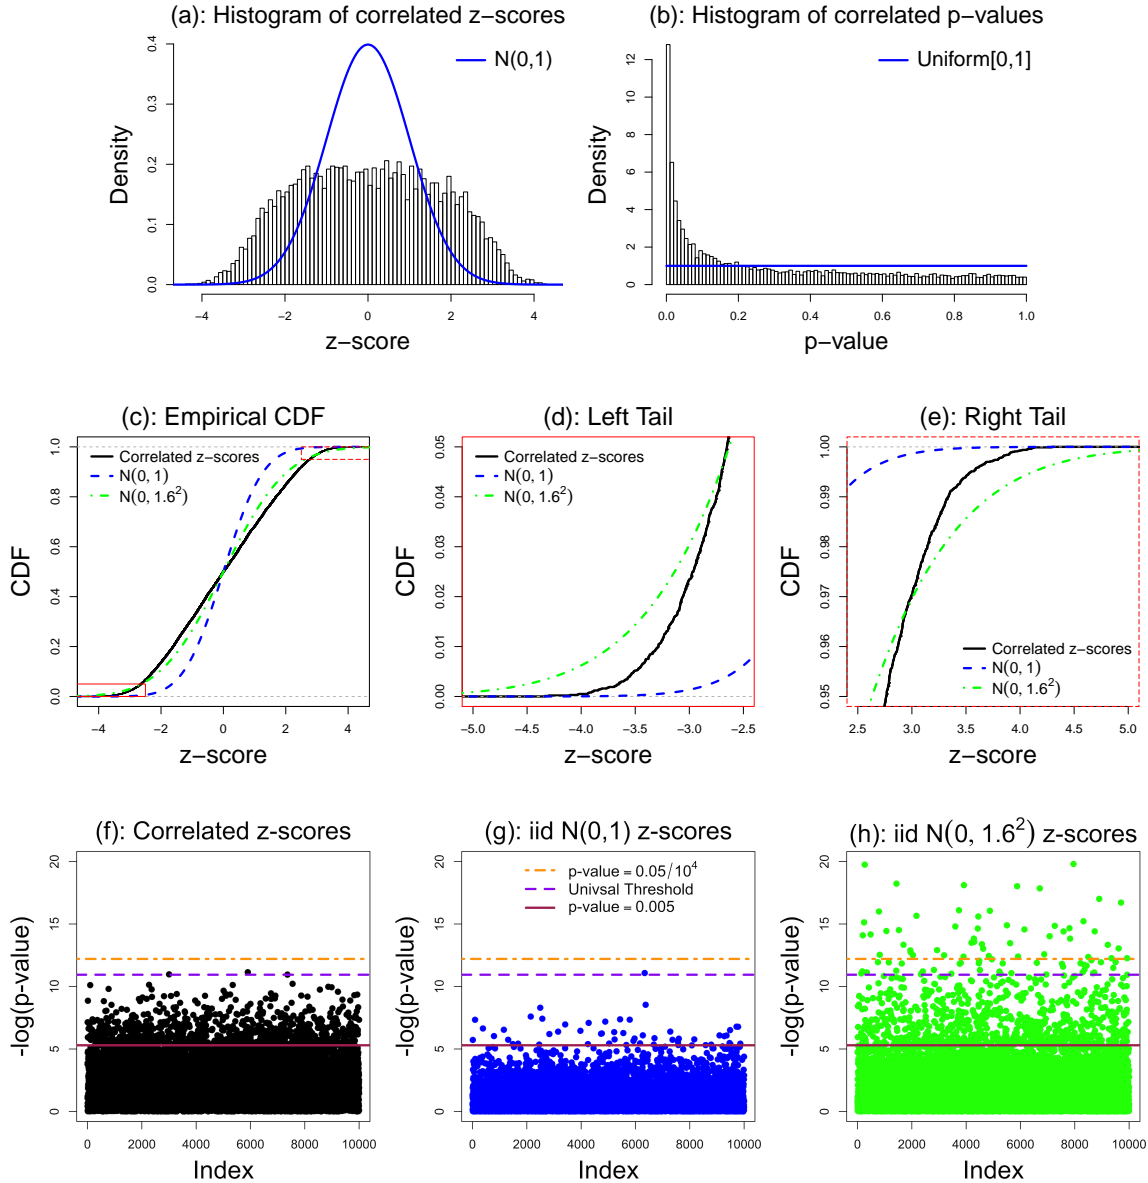 (a): Histogram of correlated z−scores
(b): Histogram of correlated p−values
N(0,1)
Uniform[0,1]
Density
0.0 0.1 0.2 0.3 0.4
−4 −2 0 2 4
z−score
Density
0 2 4 6 8 10 12
0.0 0.2 0.4 0.6 0.8 1.0
p−value
(c): Empirical CDF
(d): Left Tail
(e): Right Tail
Correlated z−scores
N(0, 1)
N(0, 1.6²)
CDF
0.0 0.2 0.4 0.6 0.8 1.0
−4 −2 0 2 4
z−score
Correlated z−scores
N(0, 1)
N(0, 1.6²)
CDF
0.00 0.01 0.02 0.03 0.04 0.05
−5.0 −4.5 −4.0 −3.5 −3.0 −2.5
z−score
Correlated z−scores
N(0, 1)
N(0, 1.6²)
CDF
0.95 0.96 0.97 0.98 0.99 1.00
2.5 3.0 3.5 4.0 4.5 5.0
z−score
(f): Correlated z-scores
(g): iid N(0,1) z-scores
(h): iid N(0, 1.6²) z-scores
-log(p-value)
0 5 10 15 20
0 2000 4000 6000 8000 10000
Index
p-value = 0.05/10⁴
Univsal Threshold
p-value = 0.005
-log(p-value)
0 5 10 15 20
0 2000 4000 6000 8000 10000
Index
-log(p-value)
0 5 10 15 20
0 2000 4000 6000 8000 10000
Index